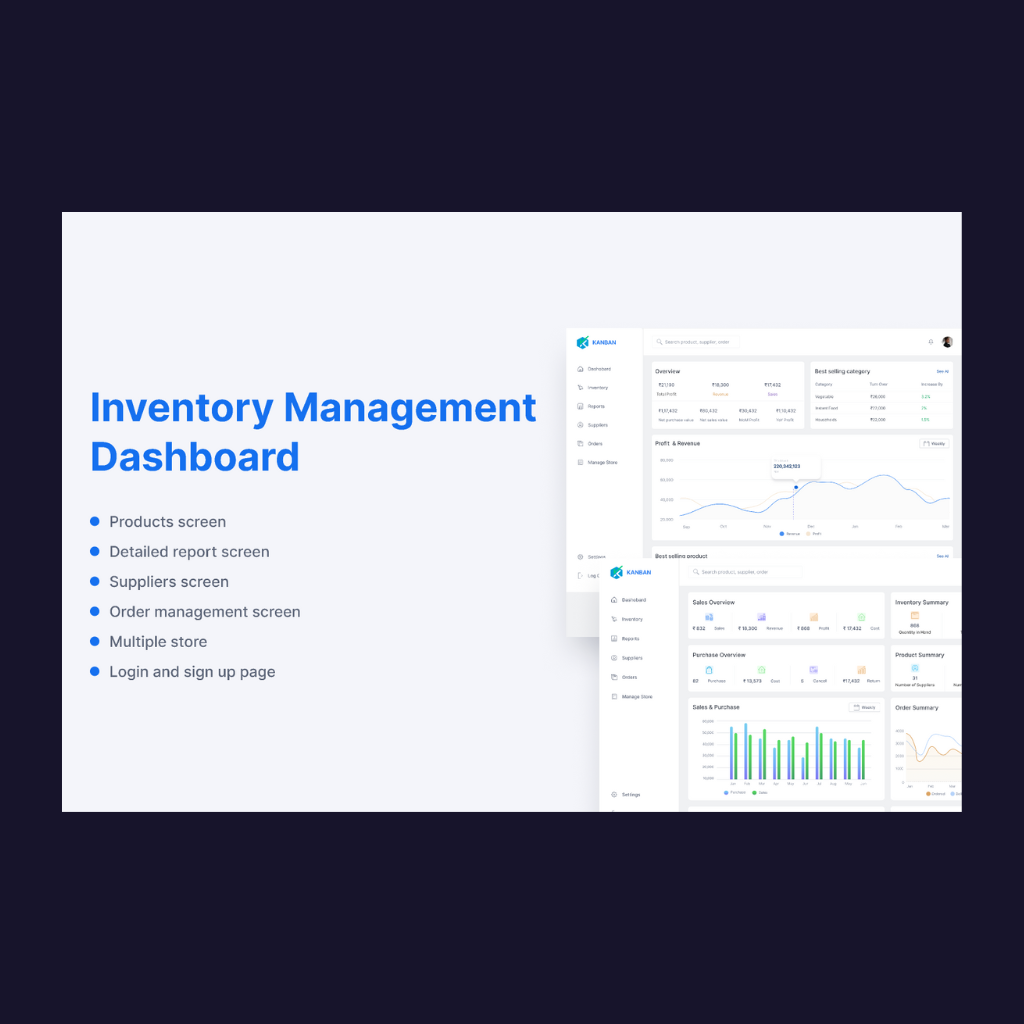 Inventory Management
Dashboard
Products screen
Detailed report screen
Suppliers screen
Order management screen
Multiple store
Login and sign up page
KANBAN
Search product, supplier, order
Dashboard
Inventory
Reports
Suppliers
Orders
Manage Store
Overview
₹21,190 ₹18,300 ₹17,432
Total Profit Revenue Sales
₹1,17,432 ₹80,432 ₹30,432 ₹1,10,432
Net purchase value Net sales value MoM Profit YoY Profit
Best selling category
See All
Category Turn Over Increase By
Vegetable ₹26,000 3.2%
Instant Food ₹22,000 2%
Households ₹22,000 1.5%
Profit & Revenue
Weekly
80,000
60,000
40,000
20,000
220,342,123
Sep Oct Nov Dec Jan Feb Mar
Revenue Profit
Best selling product
See All
Settings
Log
KANBAN
Search product, supplier, order
Dashboard
Inventory
Reports
Suppliers
Orders
Manage Store
Settings
Sales Overview
₹ 832 Sales ₹ 18,300 Revenue ₹ 868 Profit ₹ 17,432 Cost
Inventory Summary
868
Quantity in Hand
Purchase Overview
82 Purchase ₹ 13,573 Cost 5 Cancel ₹17,432 Return
Product Summary
31
Number of Suppliers
Sales & Purchase
Weekly
60,000
50,000
40,000
30,000
20,000
10,000
Jan Feb Mar Apr May Jun Jul Aug May Jun
Purchase Sales
Order Summary
4000
3000
2000
1000
0
Jan Feb Mar
Ordered